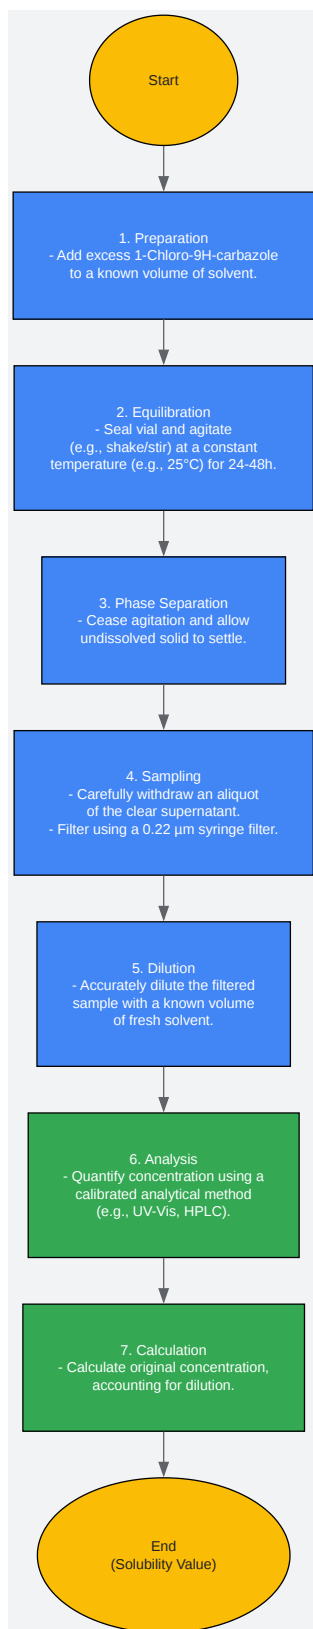 Start
1. Preparation
- Add excess 1-Chloro-9H-carbazole
to a known volume of solvent.
2. Equilibration
- Seal vial and agitate
(e.g., shake/stir) at a constant
temperature (e.g., 25°C) for 24-48h.
3. Phase Separation
- Cease agitation and allow
undissolved solid to settle.
4. Sampling
- Carefully withdraw an aliquot
of the clear supernatant.
- Filter using a 0.22 µm syringe filter.
5. Dilution
- Accurately dilute the filtered
sample with a known volume
of fresh solvent.
6. Analysis
- Quantify concentration using a
calibrated analytical method
(e.g., UV-Vis, HPLC).
7. Calculation
- Calculate original concentration,
accounting for dilution.
End
(Solubility Value)